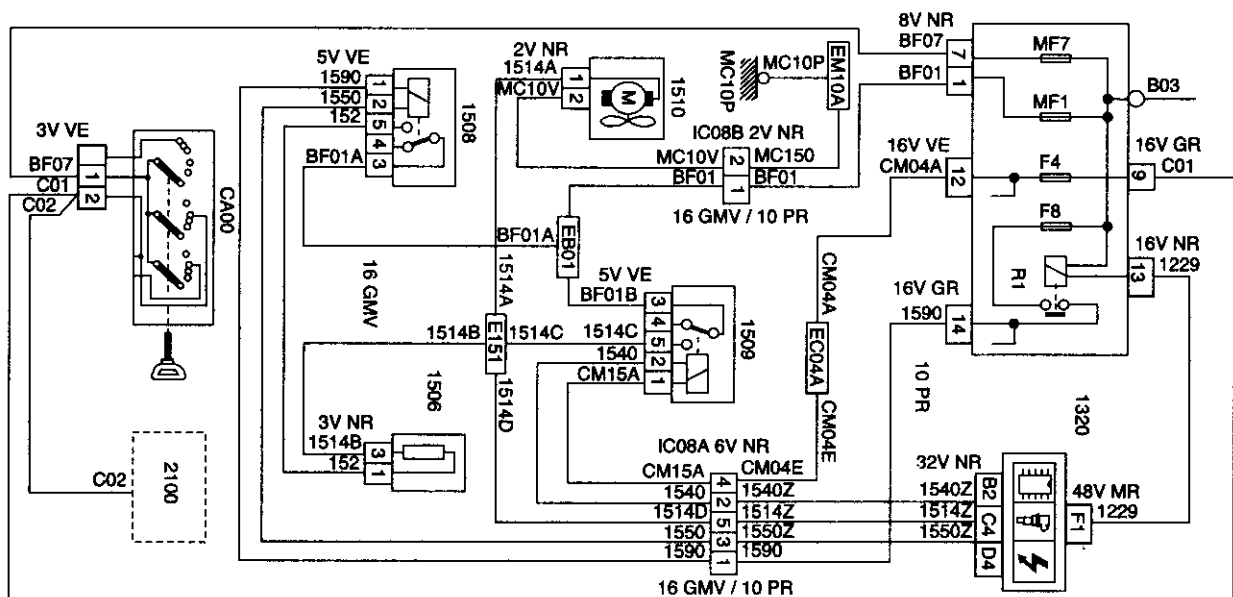 8V NR
BF07
7
MF7
BF01
1
MF1
B03
16V VE
CM04A
12
F4
16V GR
9
C01
F8
16V NR
1229
13
R1
16V GR
1590
14
10 PR
1320
32V NR
1540Z
B2
1514Z
C4
1550Z
D4
48V MR
F1
1229
3V VE
BF07
1
C01
2
C02
CA00
C02
2100
5V VE
1590
1
1550
2
152
5
4
BF01A
3
1508
16 GMV
2V NR
1514A
1
MC10V
2
M
1510
MC10P
MC10P
EM10A
IC08B 2V NR
MC10V
2
MC150
BF01
1
BF01
16 GMV / 10 PR
BF01A
EB01
1514A
5V VE
BF01B
3
4
1514C
5
1540
2
CM15A
1
1509
1514B
E151
1514C
1514D
1506
3V NR
1514B
3
152
1
CM04A
EC04A
CM04E
IC08A 6V NR
CM15A
4
CM04E
1540
2
1540Z
1514D
5
1514Z
1550
3
1550Z
1590
1
1590
16 GMV / 10 PR